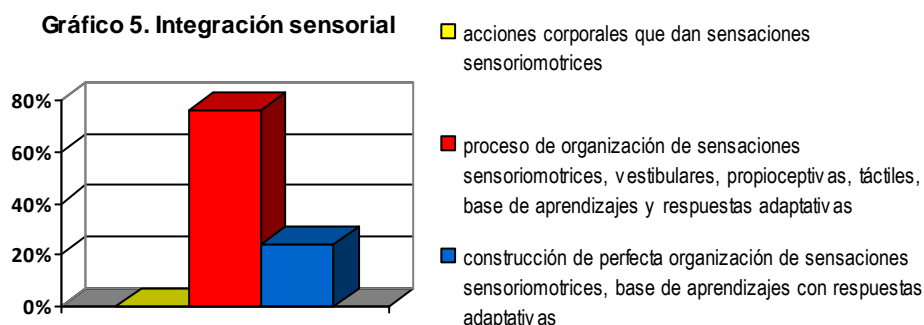 Gráfico 5. Integración sensorial
80%
60%
40%
20%
0%
acciones corporales que dan sensaciones
sensoriomotrices
proceso de organización de sensaciones
sensoriomotrices, vestibulares, propioceptivas, táctiles,
base de aprendizajes y respuestas adaptativas
construcción de perfecta organización de sensaciones
sensoriomotrices, base de aprendizajes con respuestas
adaptativas